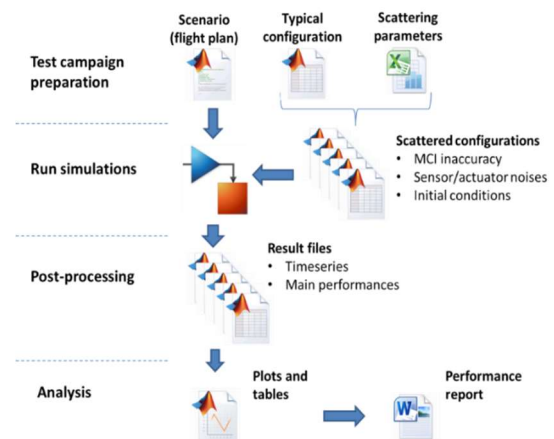 Scenario
(flight plan)
Typical
configuration
Scattering
parameters
Test campaign
preparation
Scattered configurations
• MCI inaccuracy
• Sensor/actuator noises
• Initial conditions
Run simulations
Result files
• Timeseries
• Main performances
Post-processing
Plots and
tables
Performance
report
Analysis